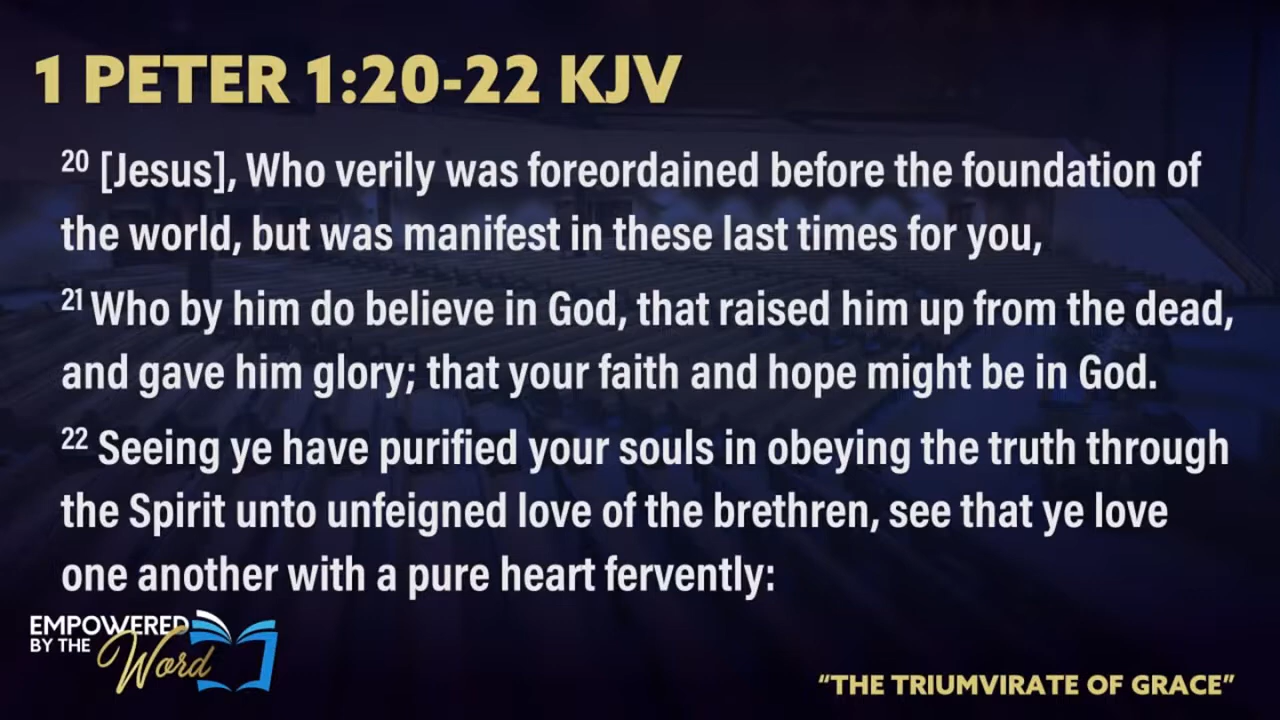 1 PETER 1:20-22 KJV
20 [Jesus], Who verily was foreordained before the foundation of
the world, but was manifest in these last times for you,
21 Who by him do believe in God, that raised him up from the dead,
and gave him glory; that your faith and hope might be in God.
22 Seeing ye have purified your souls in obeying the truth through
the Spirit unto unfeigned love of the brethren, see that ye love
one another with a pure heart fervently:
EMPOWERED
BY THE
Word
“THE TRIUMVIRATE OF GRACE”